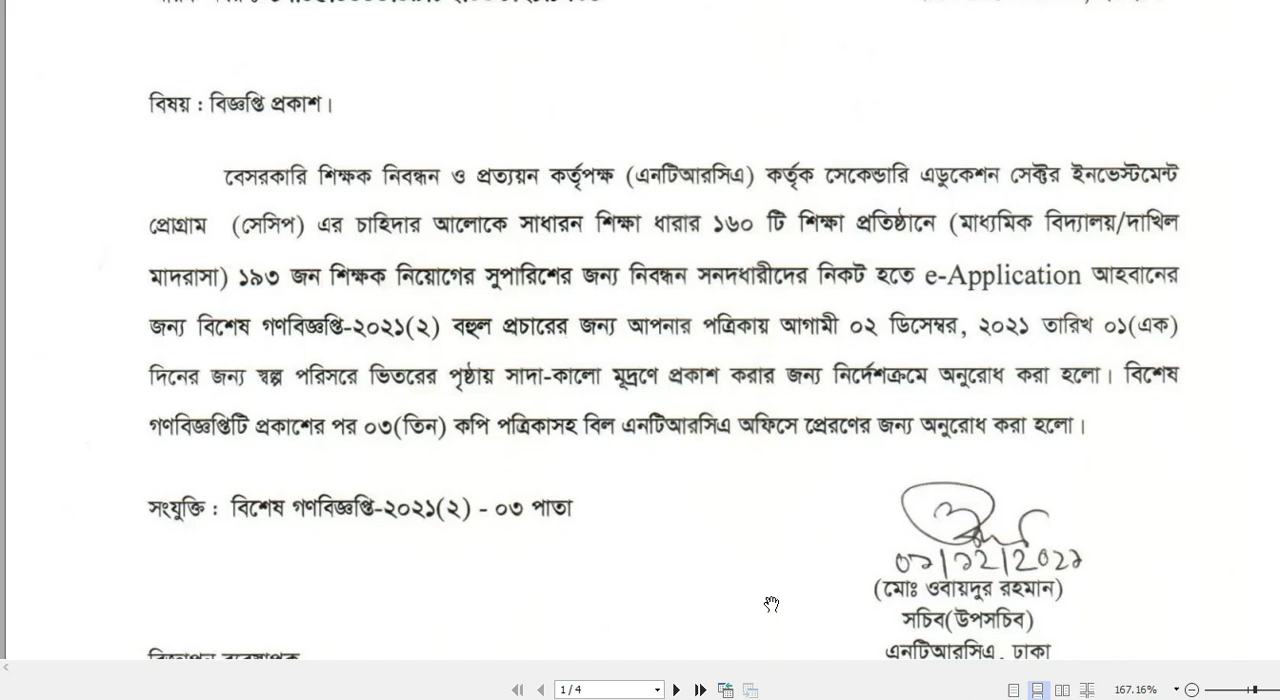 বিষয় : বিজ্ঞপ্তি প্রকাশ।
বেসরকারি শিক্ষক নিবন্ধন ও প্রত্যয়ন কর্তৃপক্ষ (এনটিআরসিএ) কর্তৃক সেকেন্ডারি এডুকেশন সেক্টর ইনভেস্টমেন্ট
প্রোগ্রাম (সেসিপ) এর চাহিদার আলোকে সাধারন শিক্ষা ধারার ১৬০ টি শিক্ষা প্রতিষ্ঠানে (মাধ্যমিক বিদ্যালয়/দাখিল
মাদরাসা) ১৯৩ জন শিক্ষক নিয়োগের সুপারিশের জন্য নিবন্ধন সনদধারীদের নিকট হতে e-Application আহবানের
জন্য বিশেষ গণবিজ্ঞপ্তি-২০২১(২) বহুল প্রচারের জন্য আপনার পত্রিকায় আগামী ০২ ডিসেম্বর, ২০২১ তারিখ ০১(এক)
দিনের জন্য স্বল্প পরিসরে ভিতরের পৃষ্ঠায় সাদা-কালো মূদ্রণে প্রকাশ করার জন্য নির্দেশক্রমে অনুরোধ করা হলো। বিশেষ
গণবিজ্ঞপ্তিটি প্রকাশের পর ০৩(তিন) কপি পত্রিকাসহ বিল এনটিআরসিএ অফিসে প্রেরণের জন্য অনুরোধ করা হলো।
সংযুক্তি : বিশেষ গণবিজ্ঞপ্তি-২০২১(২) - ০৩ পাতা
০১/১২/২০২১
(মোঃ ওবায়দুর রহমান)
সচিব(উপসচিব)
এনটিআরসিএ, ঢাকা
1 / 4
167.16%